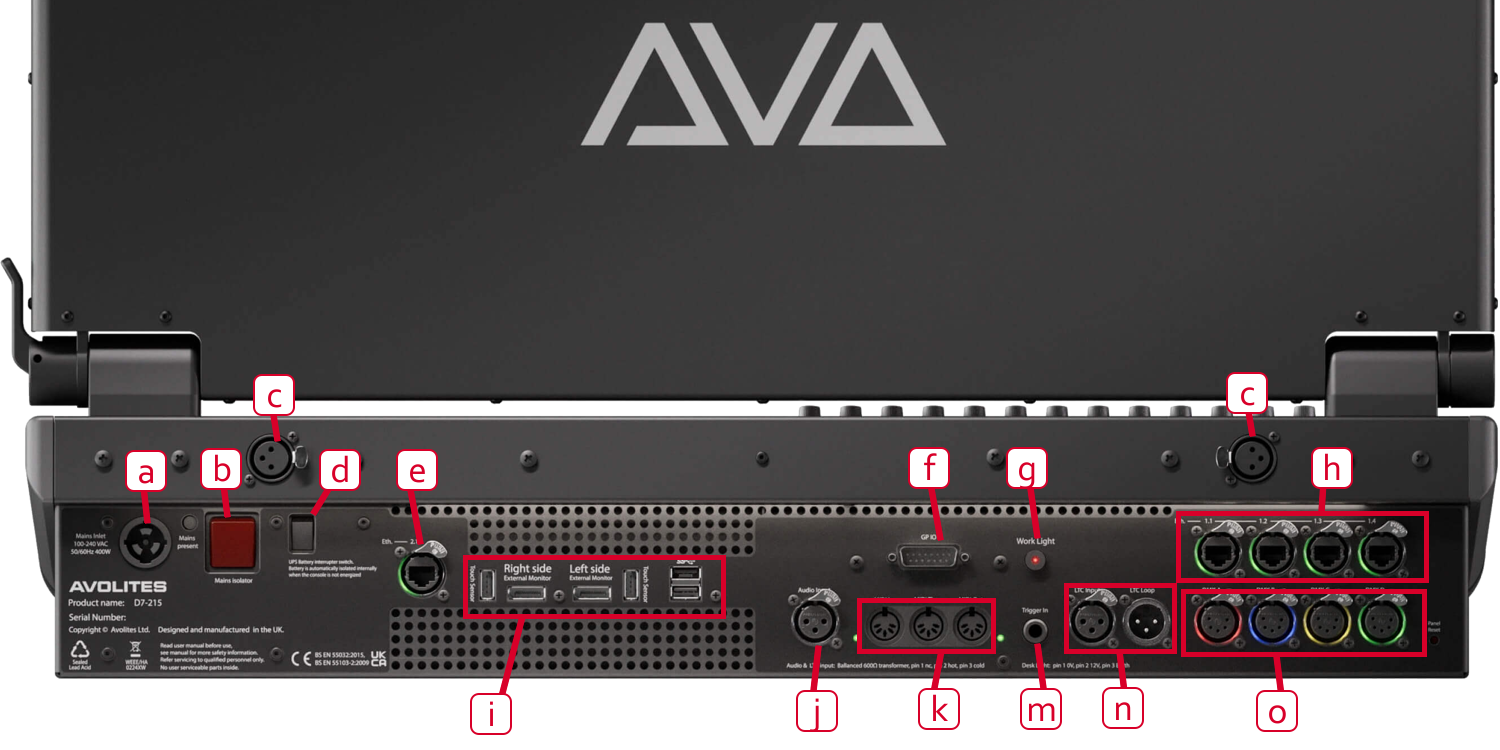 AVA
c
c
a
b
d
e
f
g
h
Mains Inlet
100-240 VAC
50/60Hz 400W
Mains
present
Mains isolator
UPS Battery interrupter switch.
Battery is automatically isolated internally
when the console is not energized
Eth.
GP IO
Work Light
1.1
1.2
1.3
1.4
Touch Sensor
Right side
External Monitor
Left side
External Monitor
Touch Sensor
AVOLITES
Product name: D7-215
Serial Number:
Copyright © Avolites Ltd. Designed and manufactured in the UK.
Sealed
Lead Acid
WEEE/HA
0224XW
Read user manual before use,
see manual for more safety information.
Refer servicing to qualified personnel only.
No user serviceable parts inside.
CE
BS EN 55032:2015,
BS EN 55103-2:2009
UK
CA
Audio
Trigger In
LTC Input
LTC Loop
Panel
Reset
Audio & LTC Input: Ballanced 600Ω transformer, pin 1 nc, pin 2 hot, pin 3 cold
Desk Light: pin 1 0V, pin 2 12V, pin 3 Earth
i
j
k
m
n
o